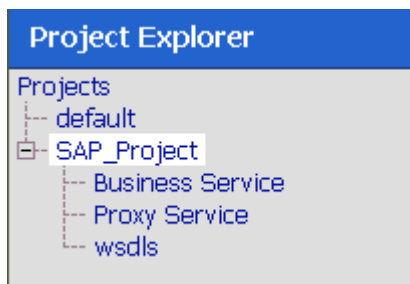 Project Explorer
Projects
default
SAP_Project
Business Service
Proxy Service
wsdls